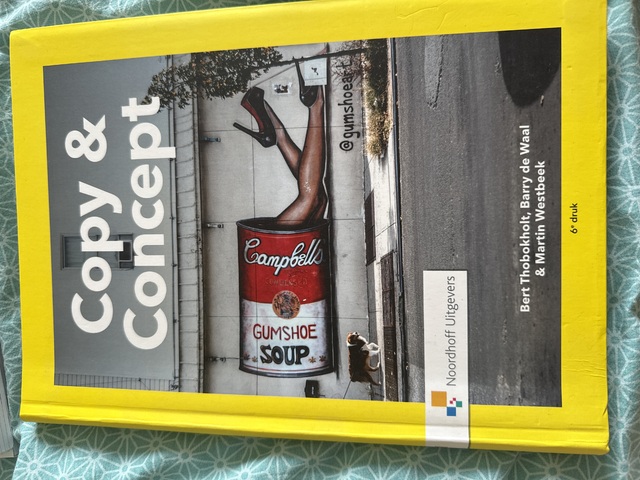 Copy &
Concept
@gumshoeart
Campbell's
GUMSHOE
SOUP
Noordhoff Uitgevers
Bert Thobokholt, Barry de Waal
& Martin Westbeek
6e druk